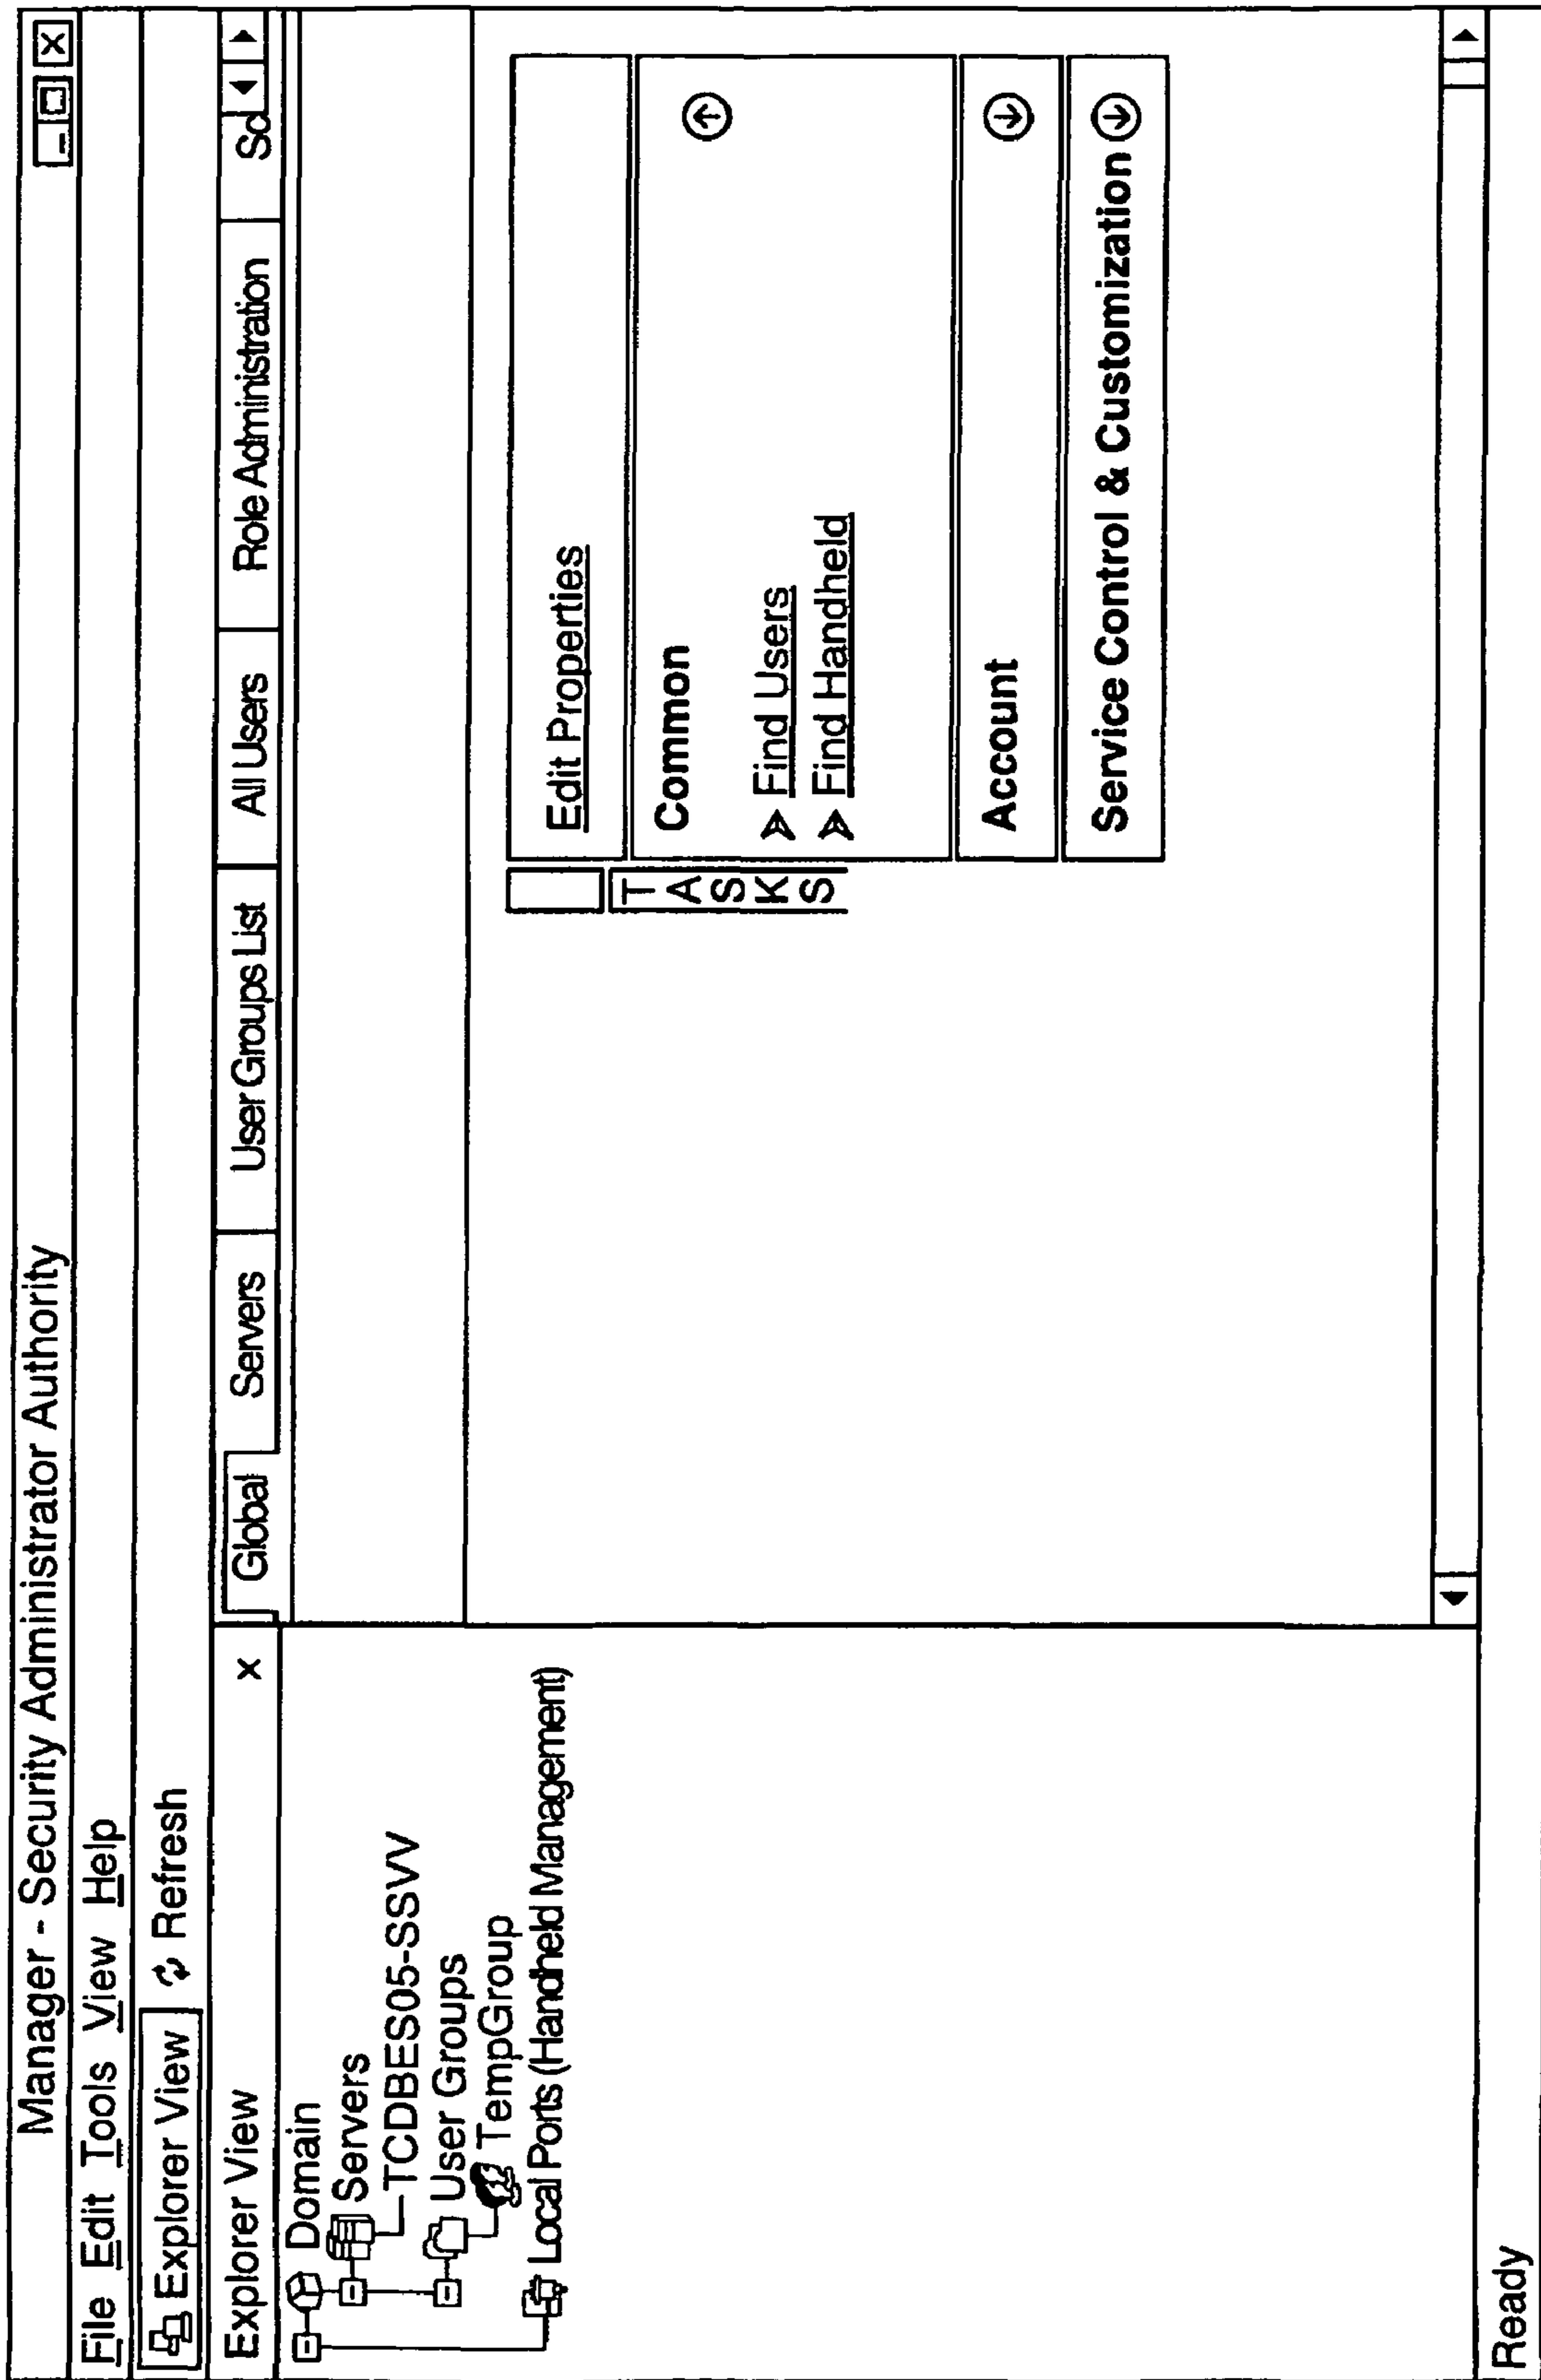 Manager - Security Administrator Authority
File Edit Tools View Help
Explorer View Refresh
Explorer View x
Global Servers User Groups List All Users Role Administration Sc
Domain
Servers
TCDBES05-SSVV
User Groups
TempGroup
Local Ports (Handheld Management)
TASKS
Edit Properties
Common
Find Users
Find Handheld
Account
Service Control & Customization
Ready